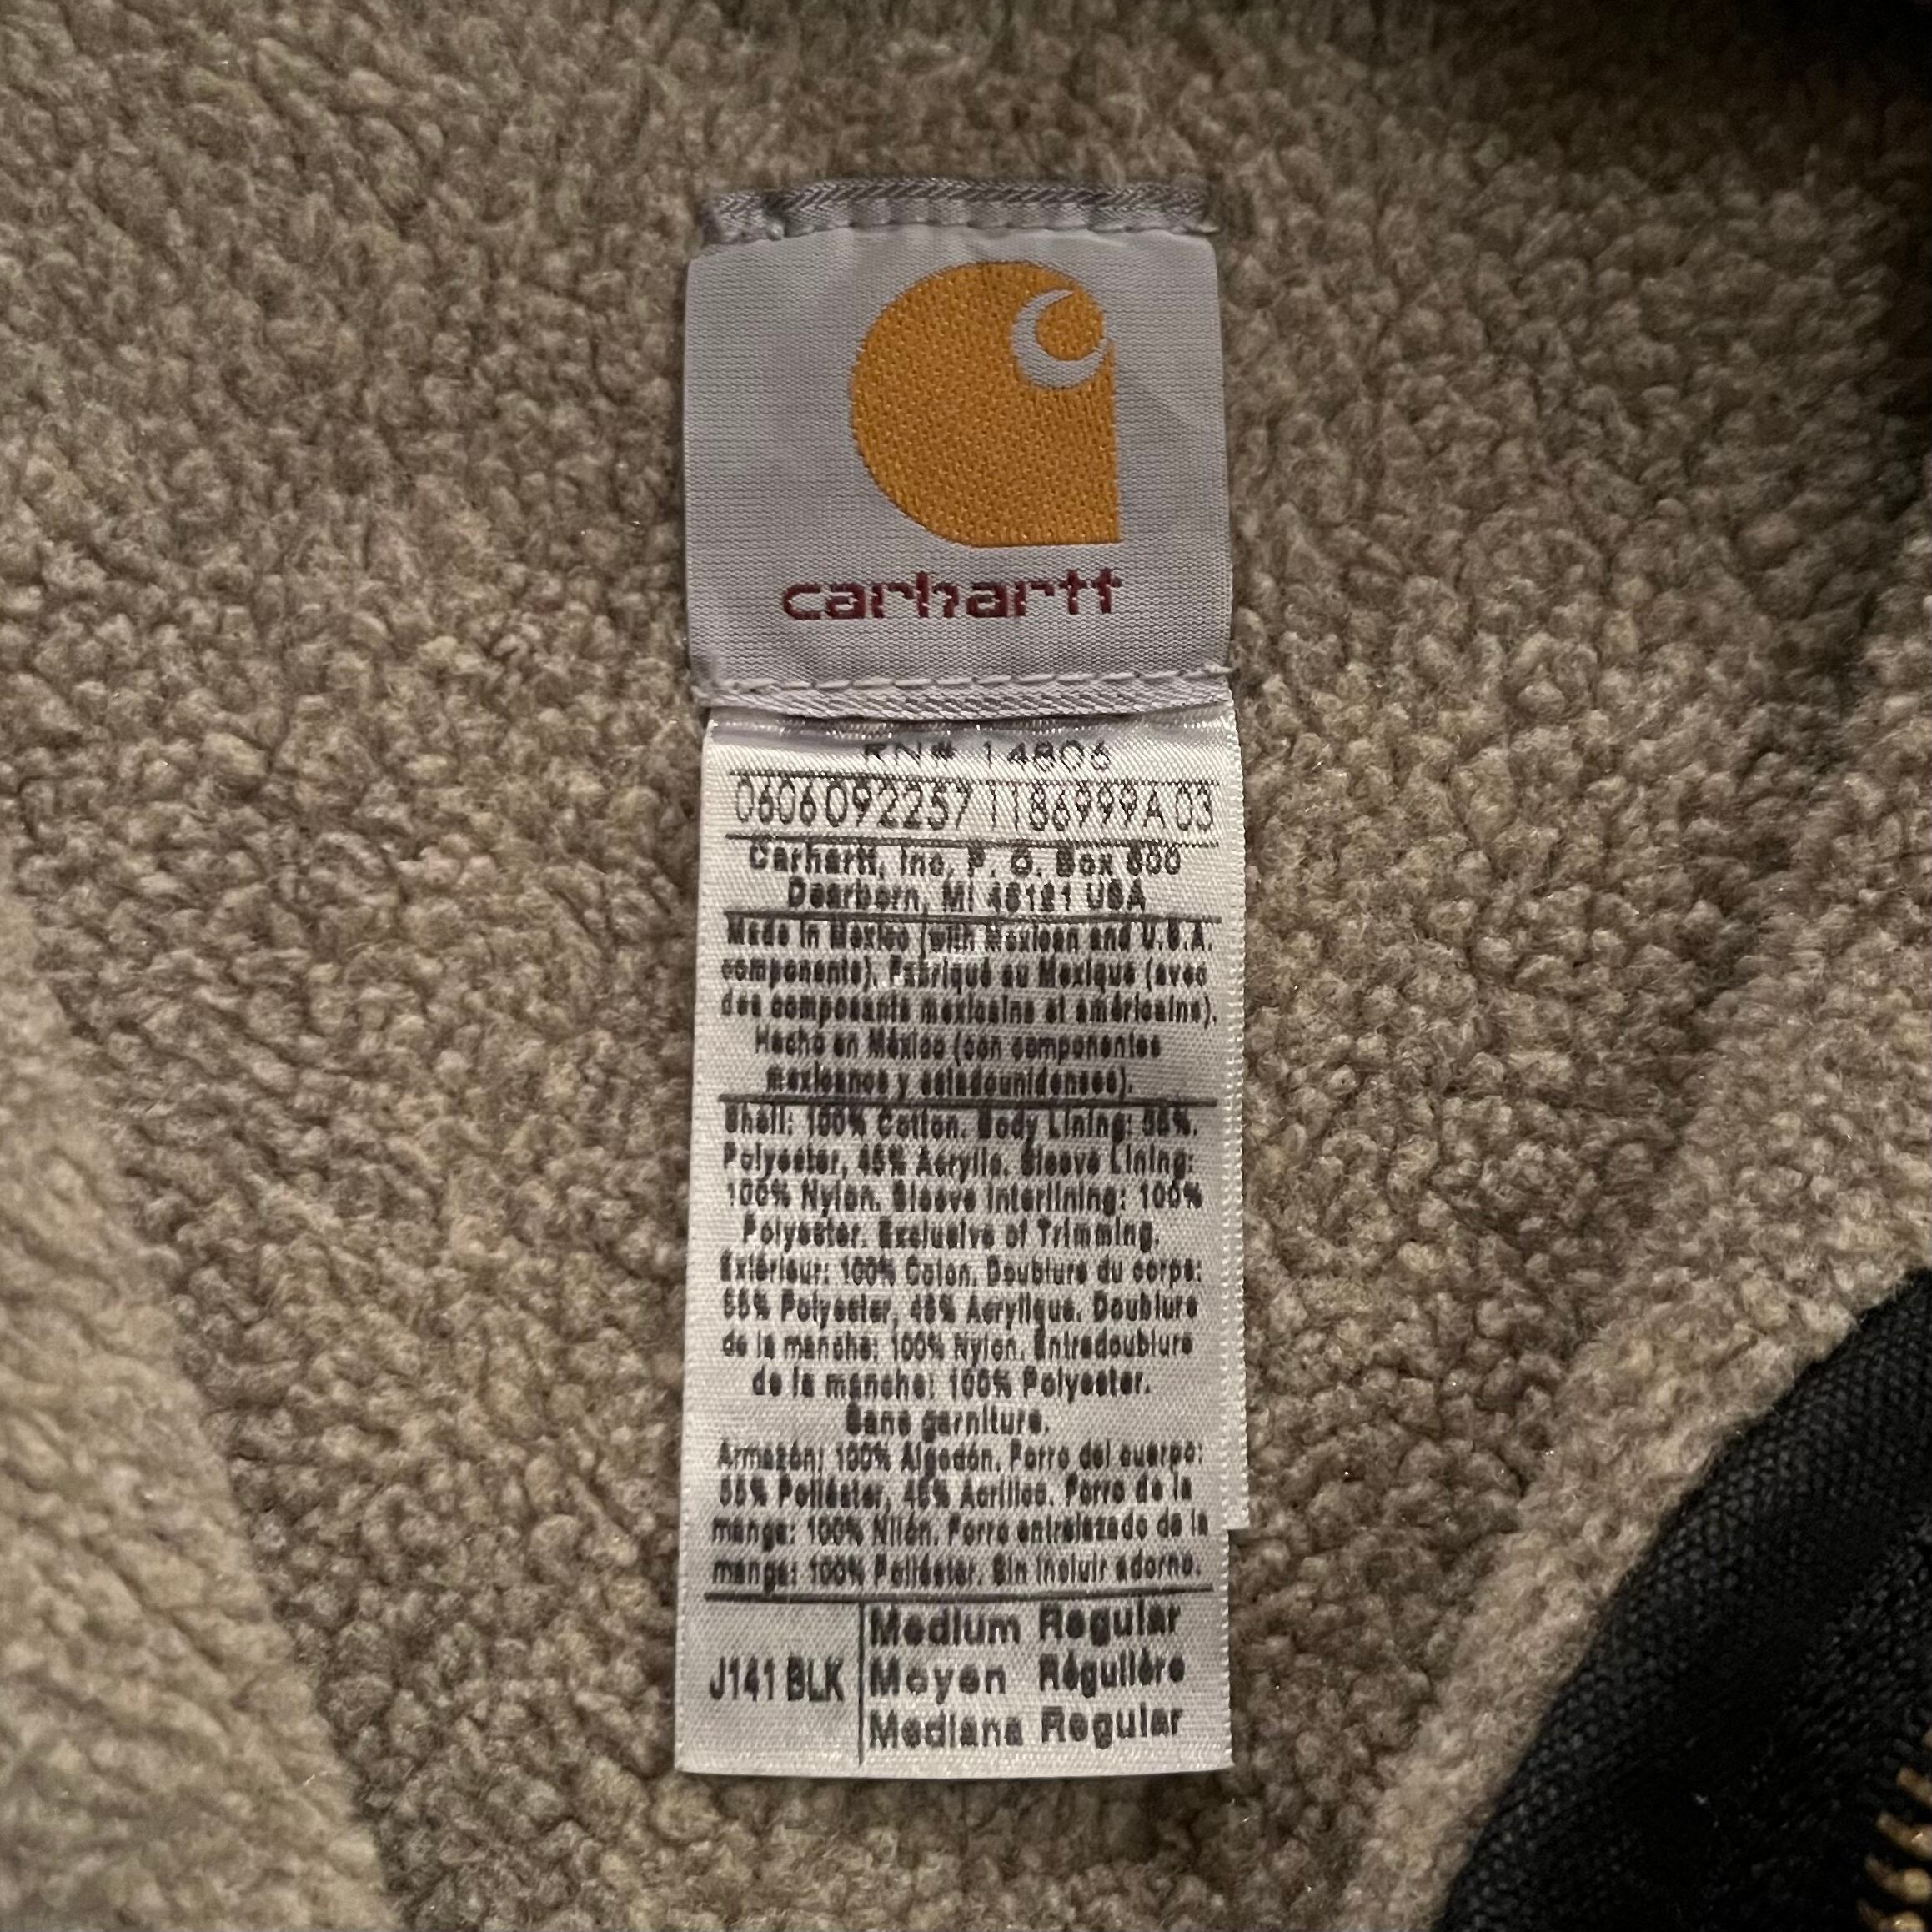 carhartt
RN# 14806
0606092257 1186999A03
Carhartt, Inc, P. O. Box 600
Dearborn, MI 48121 USA
Made in Mexico (with Mexican and U.S.A.
components). Fabriqué au Mexique (avec
des composants mexicains et américains).
Hecho en México (con componentes
mexicanos y estadounidenses).
Shell: 100% Cotton. Body Lining: 55%.
Polyester, 45% Acrylic. Sleeve Lining:
100% Nylon. Sleeve Interlining: 100%
Polyester. Exclusive of Trimming.
Extérieur: 100% Coton. Doublure du corps:
55% Polyester, 45% Acrylique. Doublure
de la manche: 100% Nylon. Entredoublure
de la manche: 100% Polyester.
Sans garniture.
Armazón: 100% Algodón. Forro del cuerpo:
55% Poliéster, 45% Acrílico. Forro de la
manga: 100% Nilón. Forro entrelazado de la
manga: 100% Poliéster. Sin incluir adorno.
J141 BLK
Medium Regular
Moyen Régulière
Mediana Regular